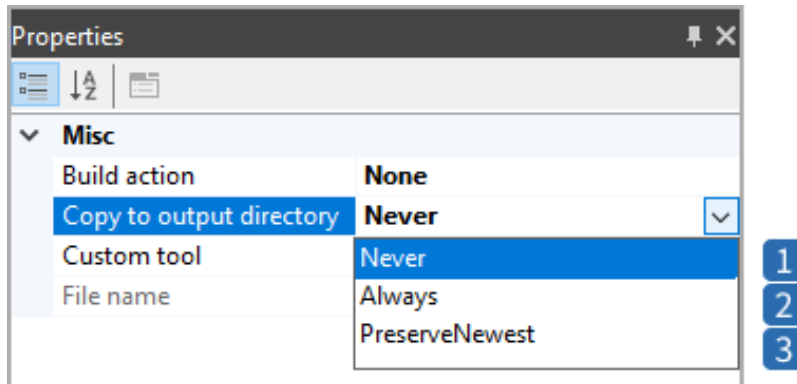 Properties
Misc
Build action None
Copy to output directory Never
Custom tool Never 1
File name Always 2
PreserveNewest 3